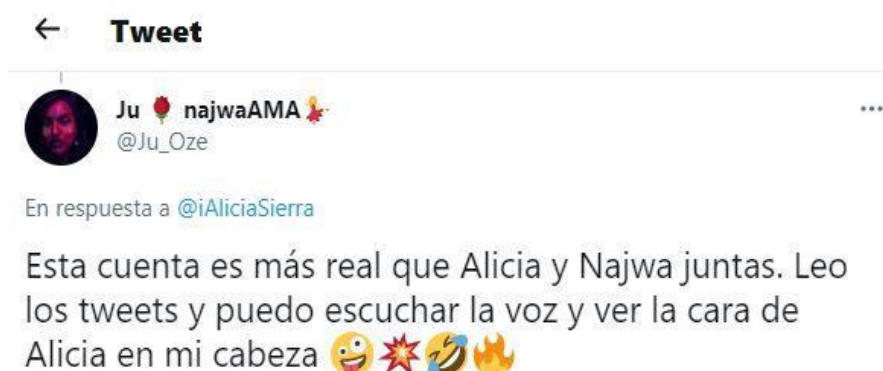 Tweet
Ju 🌹 najwaAMA 💃
@Ju_Oze
En respuesta a @iAliciaSierra
Esta cuenta es más real que Alicia y Najwa juntas. Leo
los tweets y puedo escuchar la voz y ver la cara de
Alicia en mi cabeza 🤪💥🤣🔥